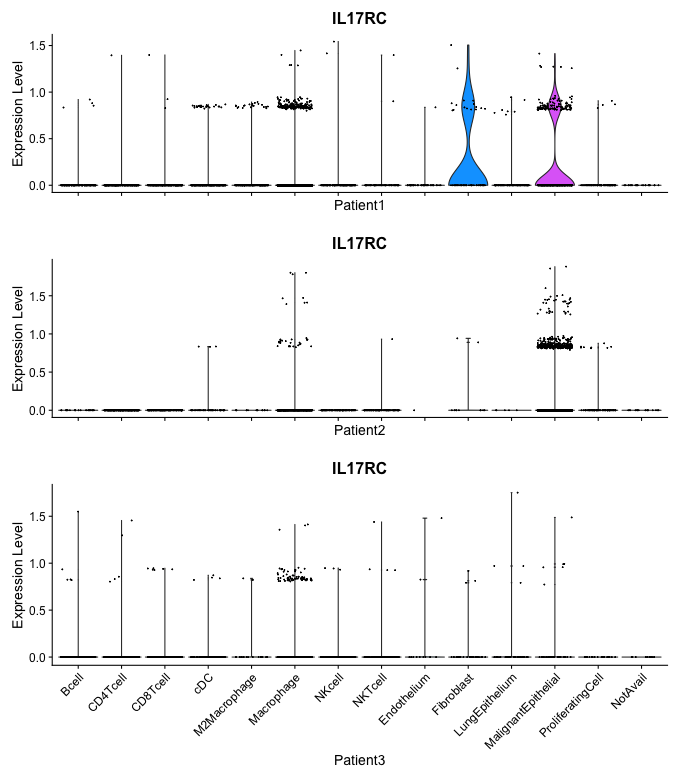 IL17RC
Expression Level
1.5
1.0
0.5
0.0
Patient1
IL17RC
Expression Level
1.5
1.0
0.5
0.0
Patient2
IL17RC
Expression Level
1.5
1.0
0.5
0.0
Bcell
CD4Tcell
CD8Tcell
cDC
M2Macrophage
Macrophage
NKcell
NKTcell
Endothelium
Fibroblast
LungEpithelium
MalignantEpithelial
ProliferatingCell
NotAvail
Patient3